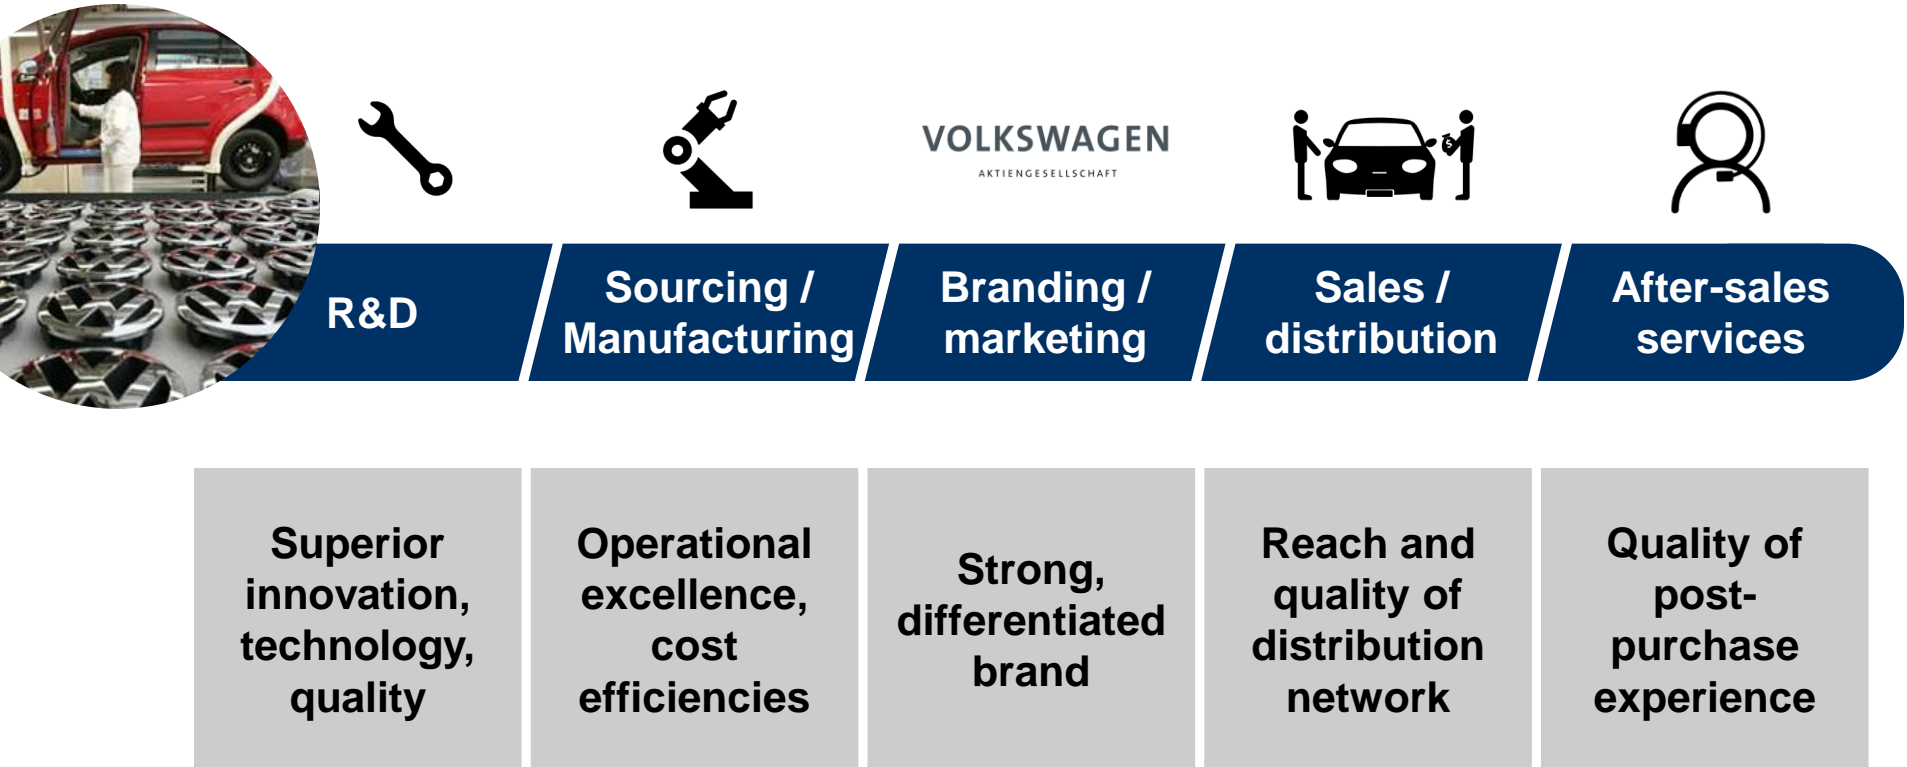 VOLKSWAGEN
AKTIENGESELLSCHAFT
$
R&D
Sourcing /
Manufacturing
Branding /
marketing
Sales /
distribution
After-sales
services
Superior
innovation,
technology,
quality
Operational
excellence,
cost
efficiencies
Strong,
differentiated
brand
Reach and
quality of
distribution
network
Quality of
post-
purchase
experience